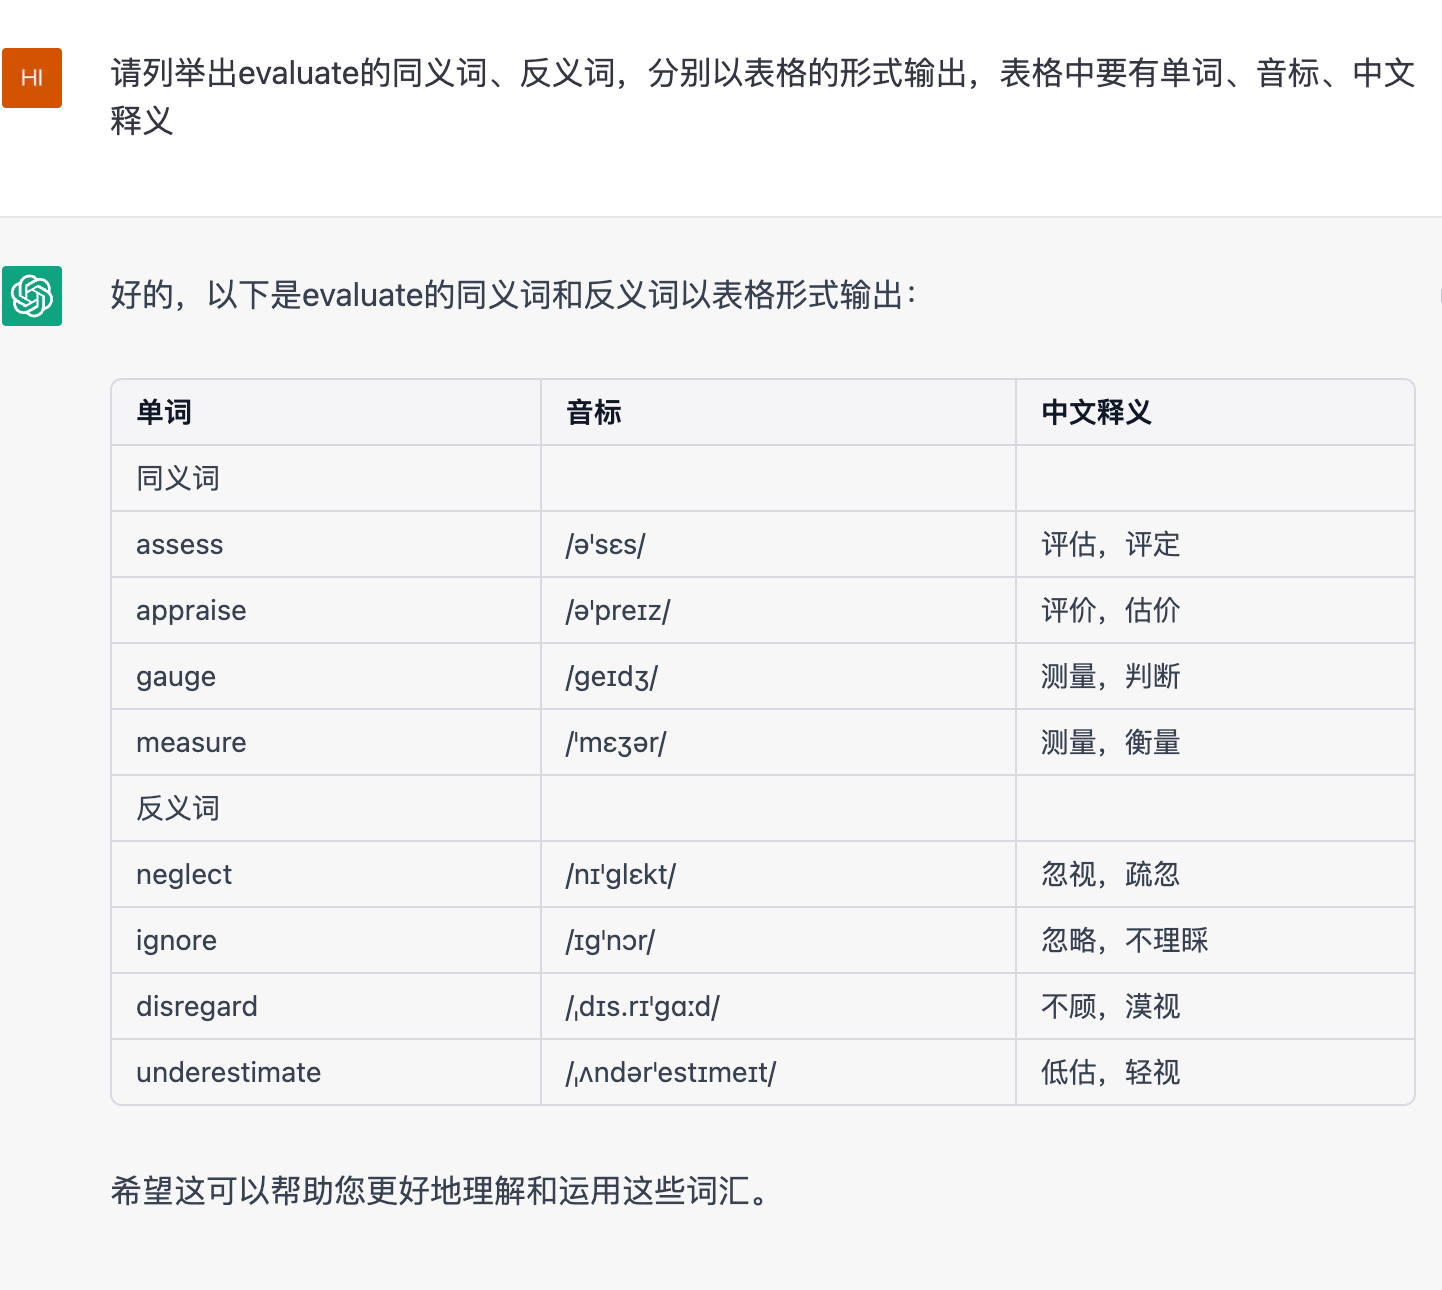 HI
请列举出evaluate的同义词、反义词，分别以表格的形式输出，表格中要有单词、音标、中文
释义
好的，以下是evaluate的同义词和反义词以表格形式输出：
单词 音标 中文释义
同义词
assess /əˈsɛs/ 评估，评定
appraise /əˈpreɪz/ 评价，估价
gauge /ɡeɪdʒ/ 测量，判断
measure /ˈmɛʒər/ 测量，衡量
反义词
neglect /nɪˈɡlɛkt/ 忽视，疏忽
ignore /ɪɡˈnɔr/ 忽略，不理睬
disregard /ˌdɪs.rɪˈɡɑːd/ 不顾，漠视
underestimate /ˌʌndərˈestɪmeɪt/ 低估，轻视
希望这可以帮助您更好地理解和运用这些词汇。